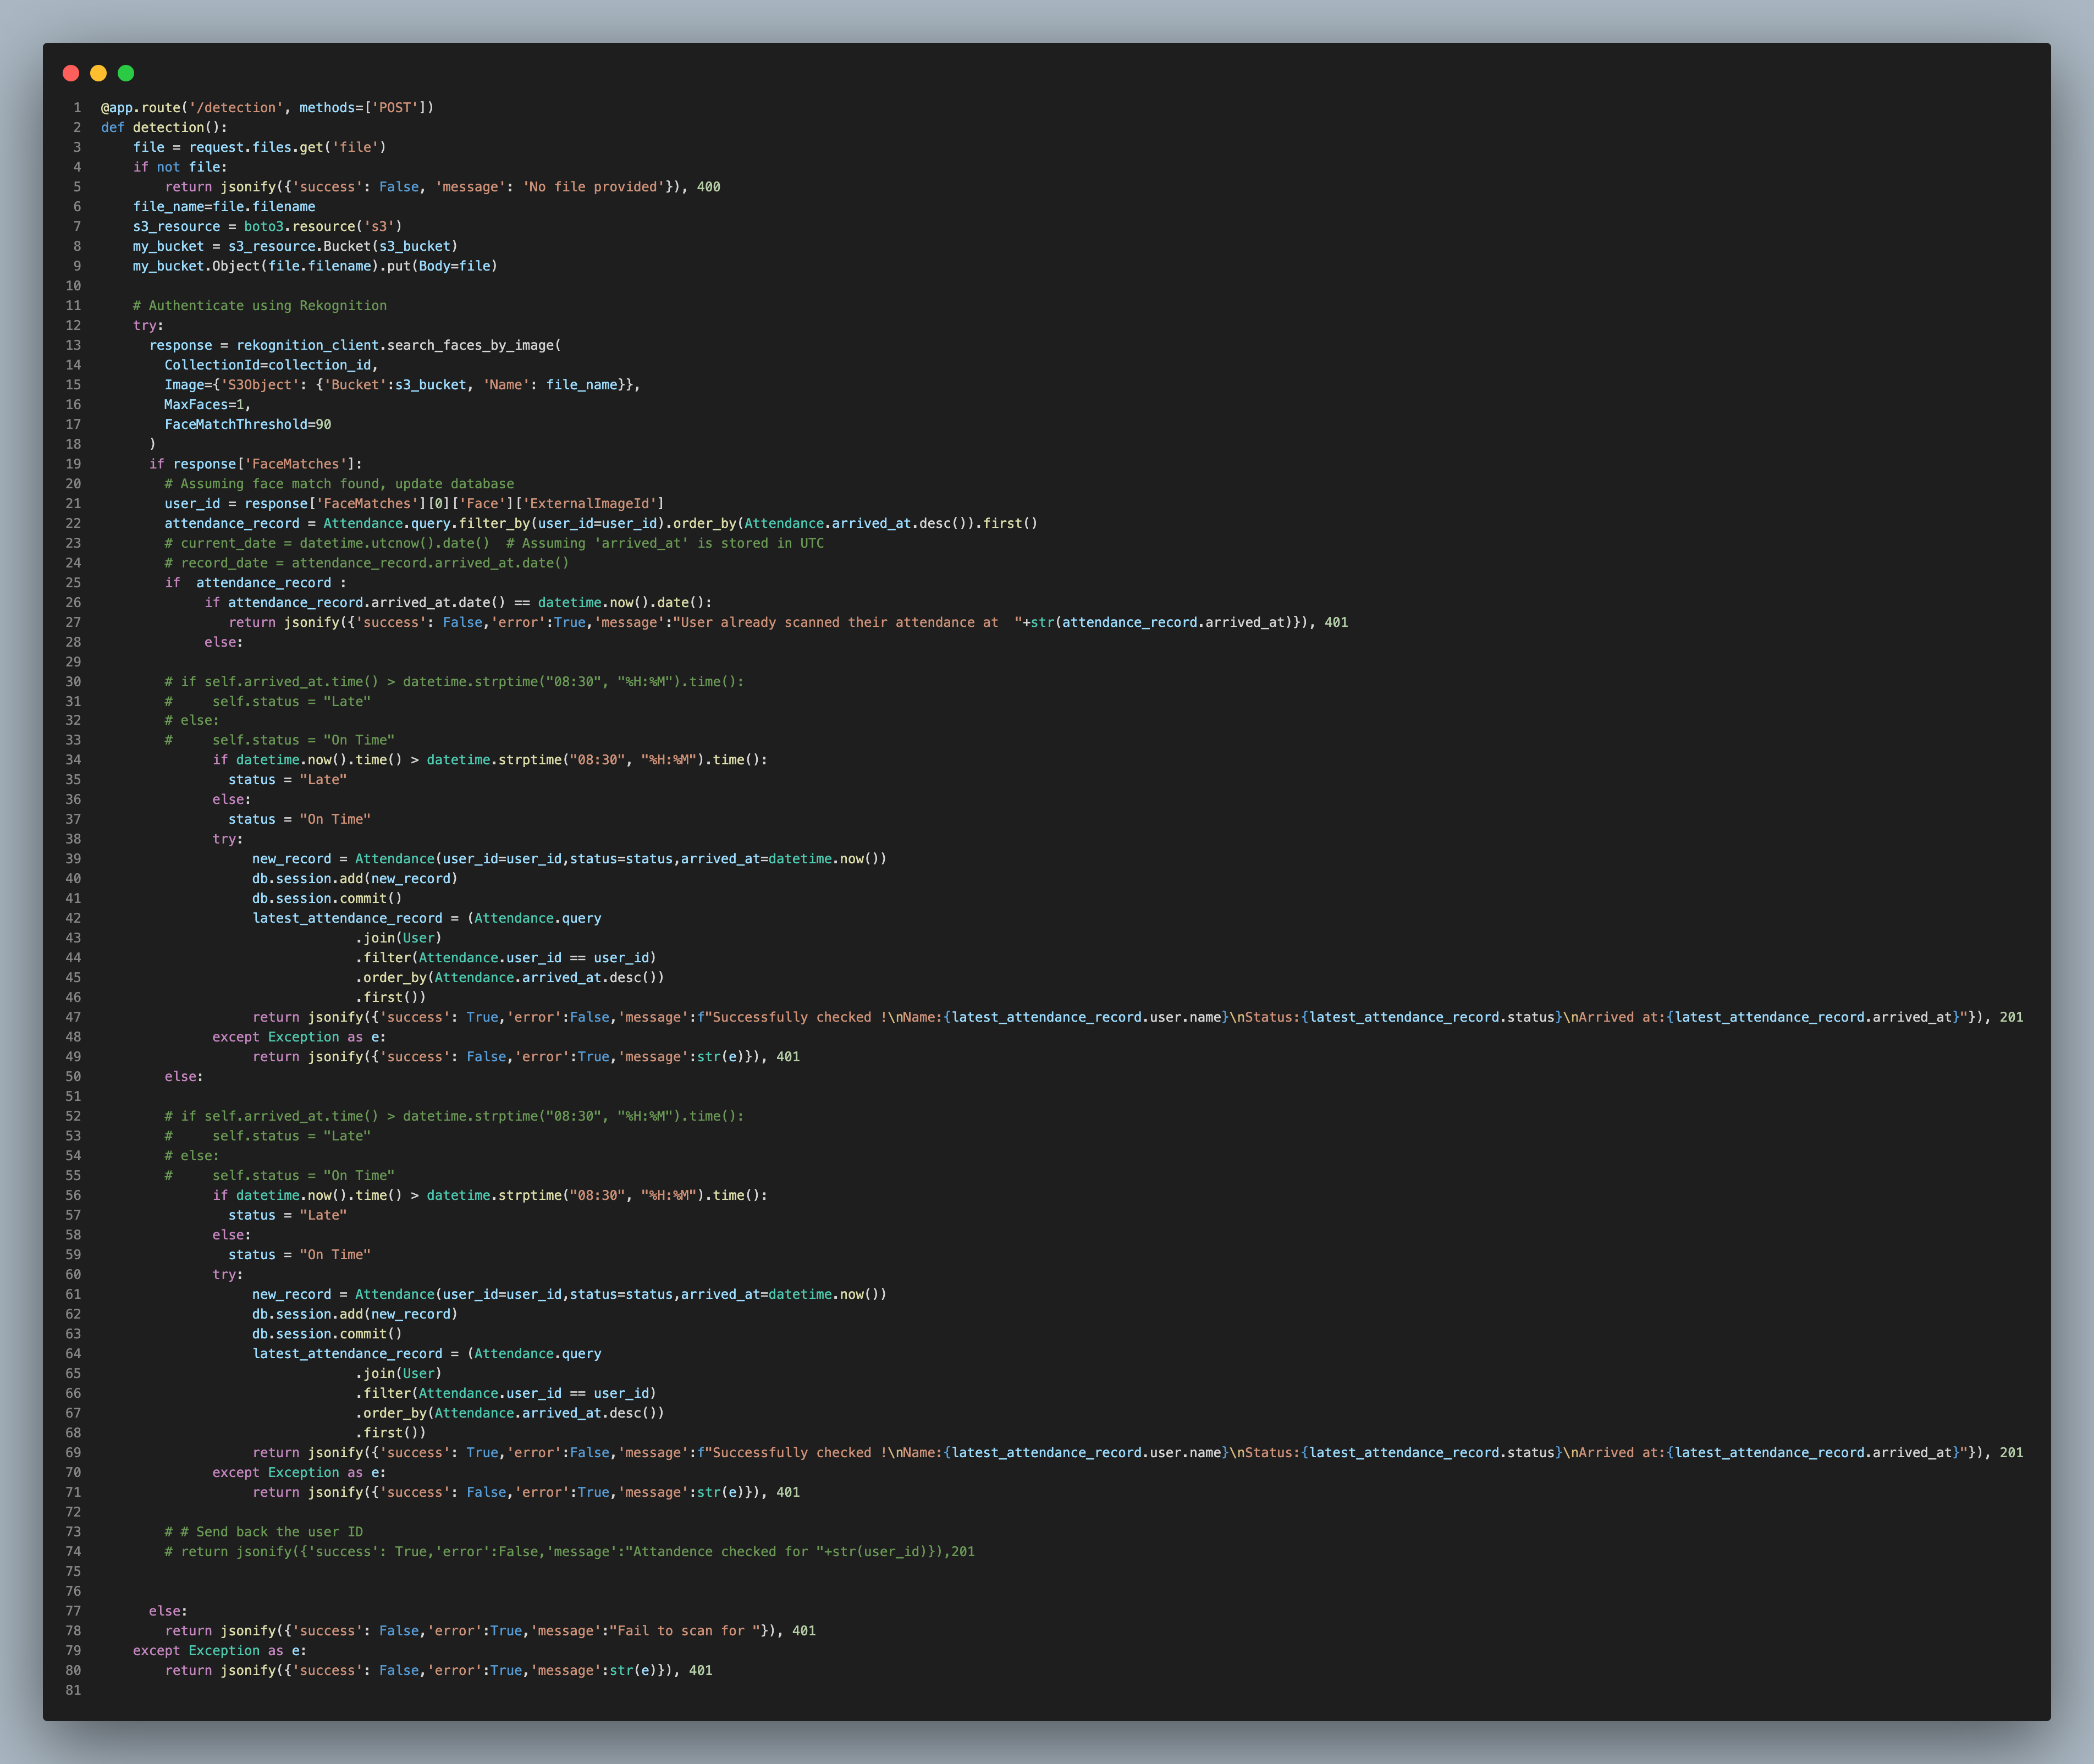 1 @app.route('/detection', methods=['POST'])
2 def detection():
3     file = request.files.get('file')
4     if not file:
5         return jsonify({'success': False, 'message': 'No file provided'}), 400
6     file_name=file.filename
7     s3_resource = boto3.resource('s3')
8     my_bucket = s3_resource.Bucket(s3_bucket)
9     my_bucket.Object(file.filename).put(Body=file)
10
11     # Authenticate using Rekognition
12     try:
13       response = rekognition_client.search_faces_by_image(
14         CollectionId=collection_id,
15         Image={'S3Object': {'Bucket':s3_bucket, 'Name': file_name}},
16         MaxFaces=1,
17         FaceMatchThreshold=90
18       )
19       if response['FaceMatches']:
20         # Assuming face match found, update database
21         user_id = response['FaceMatches'][0]['Face']['ExternalImageId']
22         attendance_record = Attendance.query.filter_by(user_id=user_id).order_by(Attendance.arrived_at.desc()).first()
23         # current_date = datetime.utcnow().date()  # Assuming 'arrived_at' is stored in UTC
24         # record_date = attendance_record.arrived_at.date()
25         if  attendance_record :
26              if attendance_record.arrived_at.date() == datetime.now().date():
27                 return jsonify({'success': False,'error':True,'message':"User already scanned their attendance at  "+str(attendance_record.arrived_at)}), 401
28              else:
29
30         # if self.arrived_at.time() > datetime.strptime("08:30", "%H:%M").time():
31         #     self.status = "Late"
32         # else:
33         #     self.status = "On Time"
34               if datetime.now().time() > datetime.strptime("08:30", "%H:%M").time():
35                 status = "Late"
36               else:
37                 status = "On Time"
38               try:
39                    new_record = Attendance(user_id=user_id,status=status,arrived_at=datetime.now())
40                    db.session.add(new_record)
41                    db.session.commit()
42                    latest_attendance_record = (Attendance.query
43                                 .join(User)
44                                 .filter(Attendance.user_id == user_id)
45                                 .order_by(Attendance.arrived_at.desc())
46                                 .first())
47                    return jsonify({'success': True,'error':False,'message':f"Successfully checked !\nName:{latest_attendance_record.user.name}\nStatus:{latest_attendance_record.status}\nArrived at:{latest_attendance_record.arrived_at}"}), 201
48               except Exception as e:
49                    return jsonify({'success': False,'error':True,'message':str(e)}), 401
50         else:
51
52         # if self.arrived_at.time() > datetime.strptime("08:30", "%H:%M").time():
53         #     self.status = "Late"
54         # else:
55         #     self.status = "On Time"
56               if datetime.now().time() > datetime.strptime("08:30", "%H:%M").time():
57                 status = "Late"
58               else:
59                 status = "On Time"
60               try:
61                    new_record = Attendance(user_id=user_id,status=status,arrived_at=datetime.now())
62                    db.session.add(new_record)
63                    db.session.commit()
64                    latest_attendance_record = (Attendance.query
65                                 .join(User)
66                                 .filter(Attendance.user_id == user_id)
67                                 .order_by(Attendance.arrived_at.desc())
68                                 .first())
69                    return jsonify({'success': True,'error':False,'message':f"Successfully checked !\nName:{latest_attendance_record.user.name}\nStatus:{latest_attendance_record.status}\nArrived at:{latest_attendance_record.arrived_at}"}), 201
70               except Exception as e:
71                    return jsonify({'success': False,'error':True,'message':str(e)}), 401
72
73         # # Send back the user ID
74         # return jsonify({'success': True,'error':False,'message':"Attandence checked for "+str(user_id)}),201
75
76
77       else:
78         return jsonify({'success': False,'error':True,'message':"Fail to scan for "}), 401
79     except Exception as e:
80         return jsonify({'success': False,'error':True,'message':str(e)}), 401
81